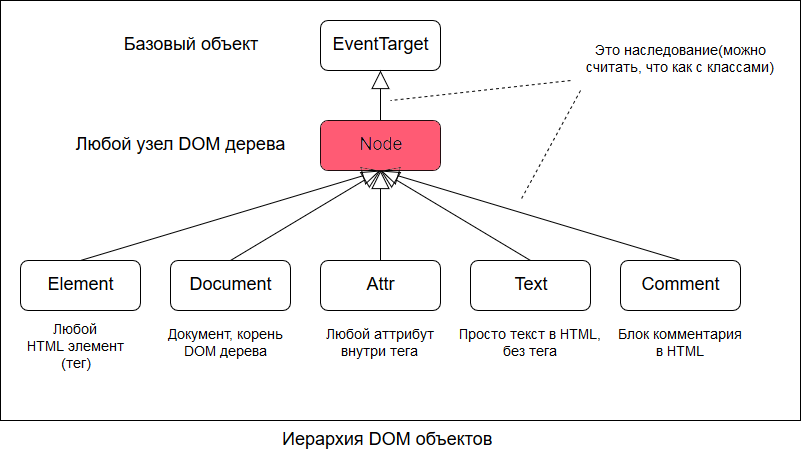 Базовый объект
EventTarget
Это наследование(можно
считать, что как с классами)
Любой узел DOM дерева
Node
Element
Document
Attr
Text
Comment
Любой
HTML элемент
(тег)
Документ, корень
DOM дерева
Любой аттрибут
внутри тега
Просто текст в HTML,
без тега
Блок комментария
в HTML
Иерархия DOM объектов